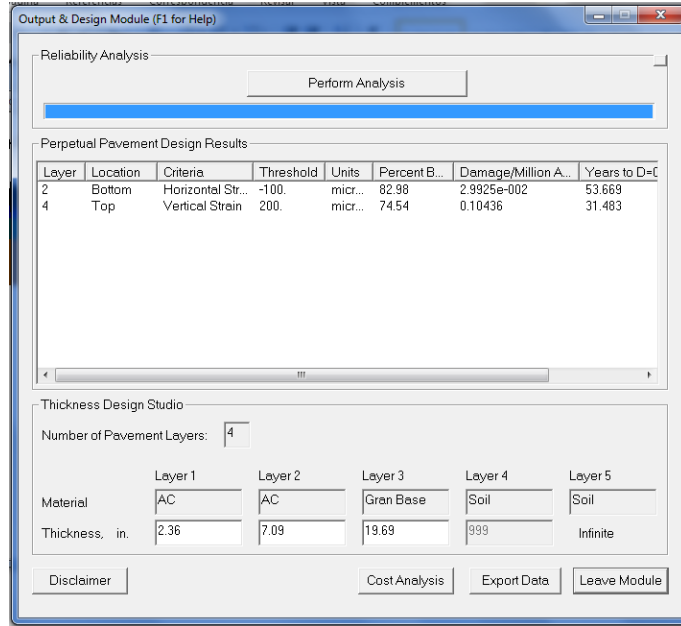 Output & Design Module (F1 for Help)
Reliability Analysis
Perform Analysis
Perpetual Pavement Design Results
Layer Location Criteria Threshold Units Percent B... Damage/Million A... Years to D=0
2 Bottom Horizontal Str... -100. micr... 82.98 2.9925e-002 53.669
4 Top Vertical Strain 200. micr... 74.54 0.10436 31.483
Thickness Design Studio
Number of Pavement Layers: 4
Layer 1 Layer 2 Layer 3 Layer 4 Layer 5
Material AC AC Gran Base Soil Soil
Thickness, in. 2.36 7.09 19.69 999 Infinite
Disclaimer Cost Analysis Export Data Leave Module